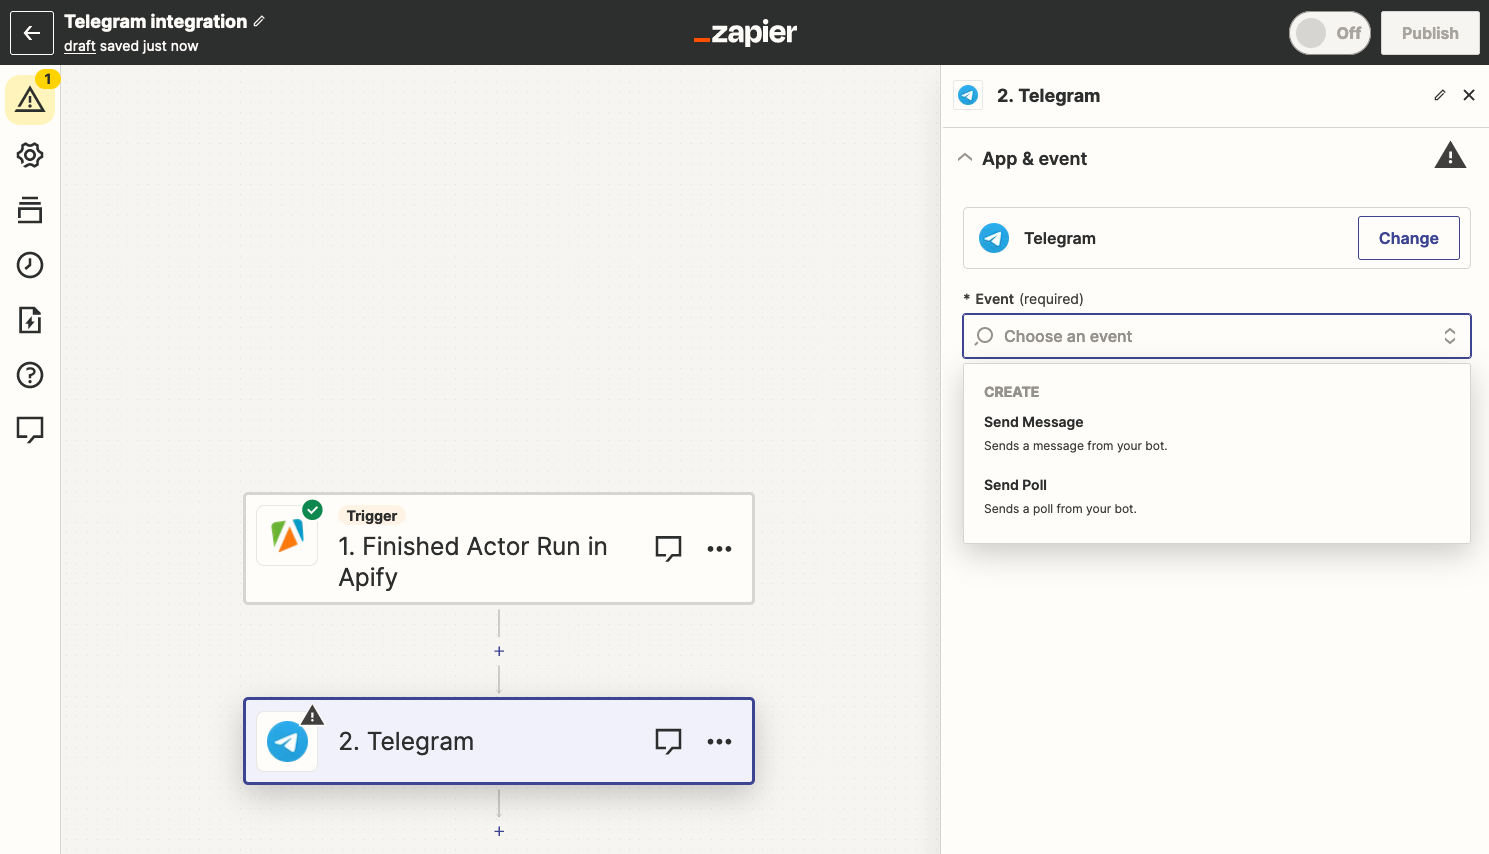 Telegram integration
draft saved just now
zapier
Off
Publish
1
2. Telegram
App & event
Telegram
Change
* Event (required)
Choose an event
CREATE
Send Message
Sends a message from your bot.
Send Poll
Sends a poll from your bot.
Trigger
1. Finished Actor Run in
Apify
2. Telegram